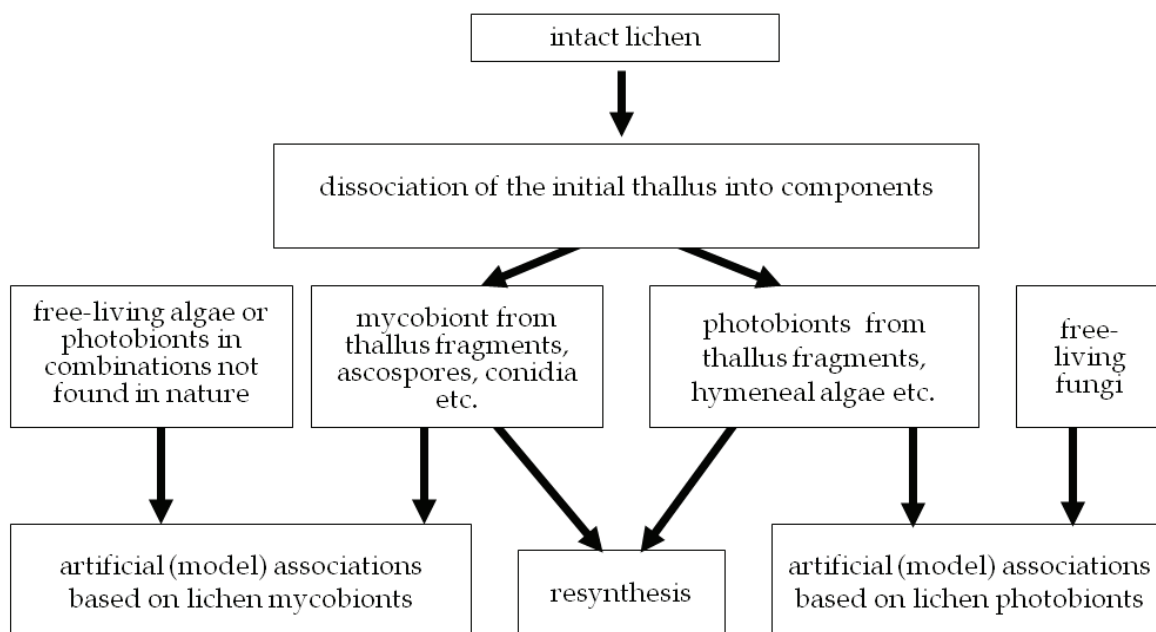 intact lichen
dissociation of the initial thallus into components
free-living algae or
photobionts in
combinations not
found in nature
mycobiont from
thallus fragments,
ascospores, conidia
etc.
photobionts from
thallus fragments,
hymeneal algae etc.
free-
living
fungi
artificial (model) associations
based on lichen mycobionts
resynthesis
artificial (model) associations
based on lichen photobionts